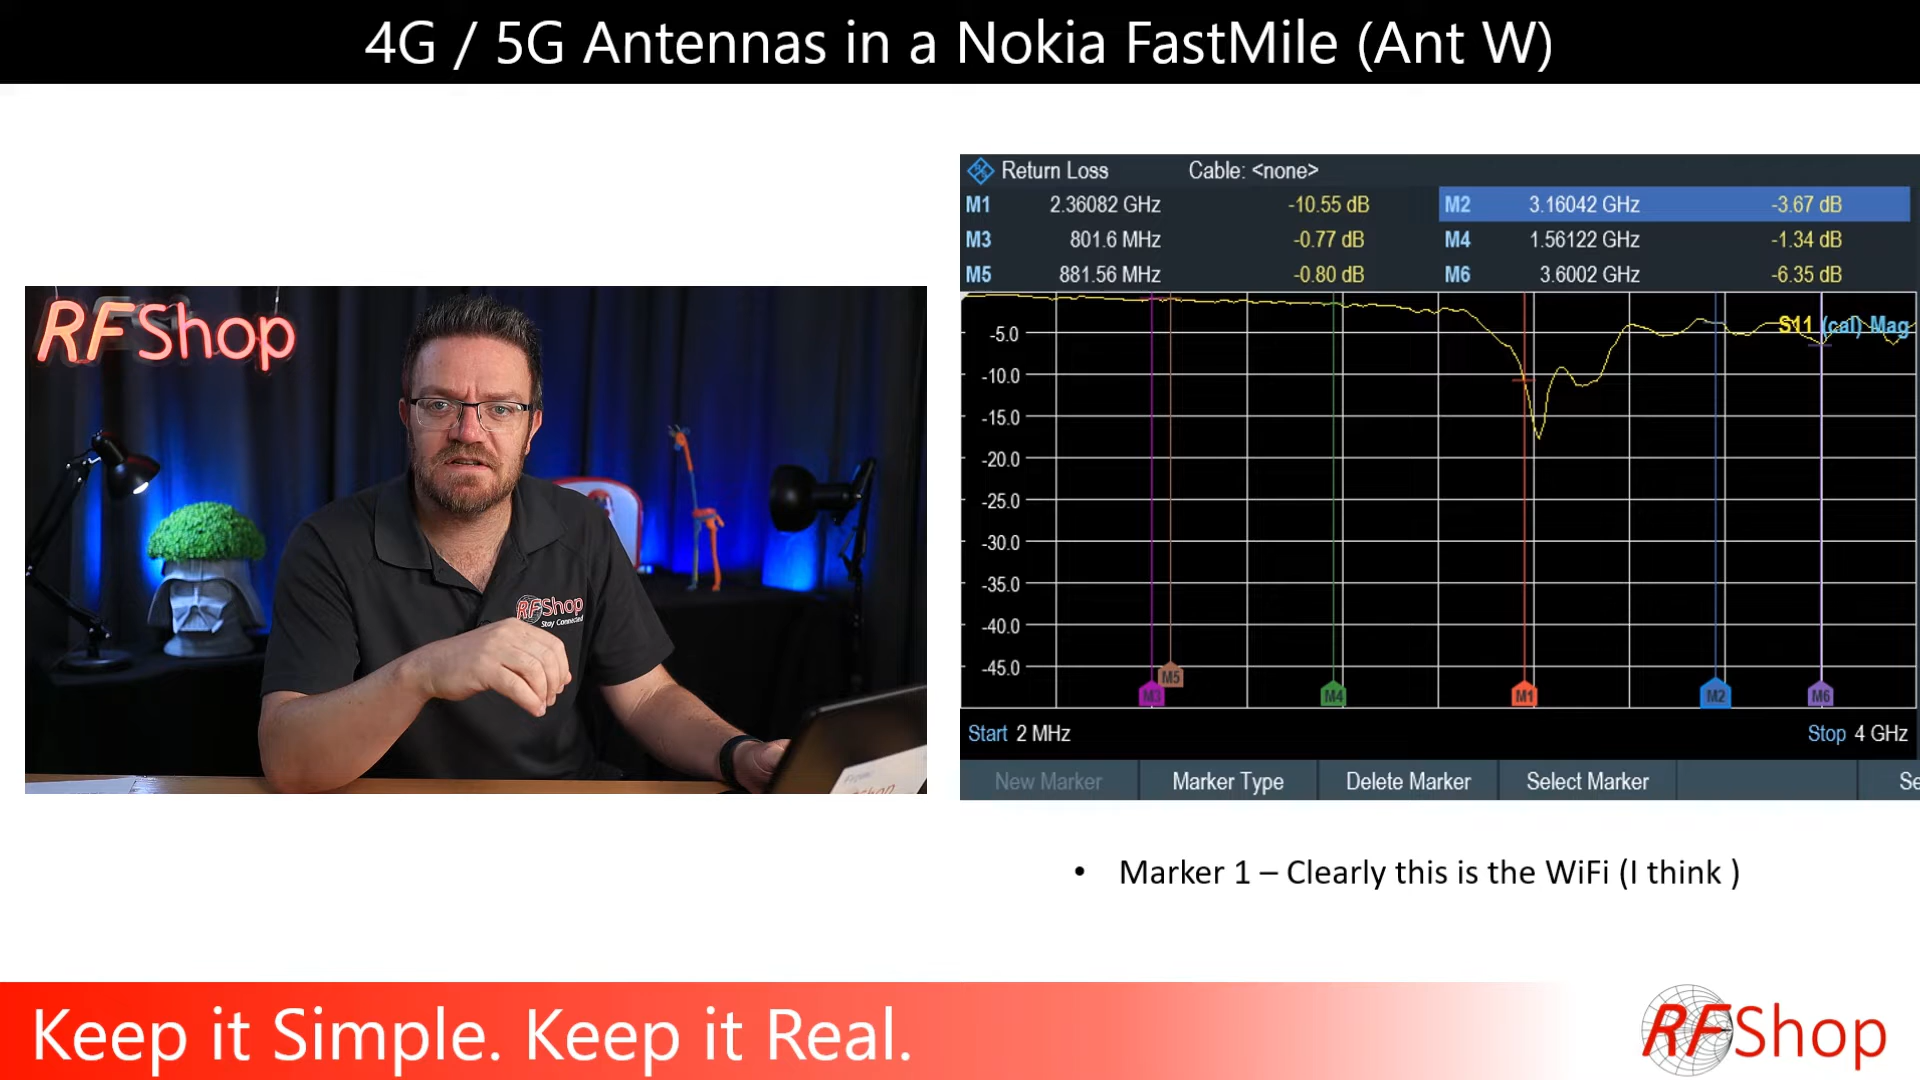 4G / 5G Antennas in a Nokia FastMile (Ant W)
RFShop
RFShop
Stay Connected
Return Loss Cable: <none>
M1 2.36082 GHz -10.55 dB M2 3.16042 GHz -3.67 dB
M3 801.6 MHz -0.77 dB M4 1.56122 GHz -1.34 dB
M5 881.56 MHz -0.80 dB M6 3.6002 GHz -6.35 dB
S11 (cal) Mag
-5.0
-10.0
-15.0
-20.0
-25.0
-30.0
-35.0
-40.0
-45.0
M3 M5 M4 M1 M2 M6
Start 2 MHz Stop 4 GHz
New Marker Marker Type Delete Marker Select Marker Se
• Marker 1 – Clearly this is the WiFi (I think )
Keep it Simple. Keep it Real.
RFShop